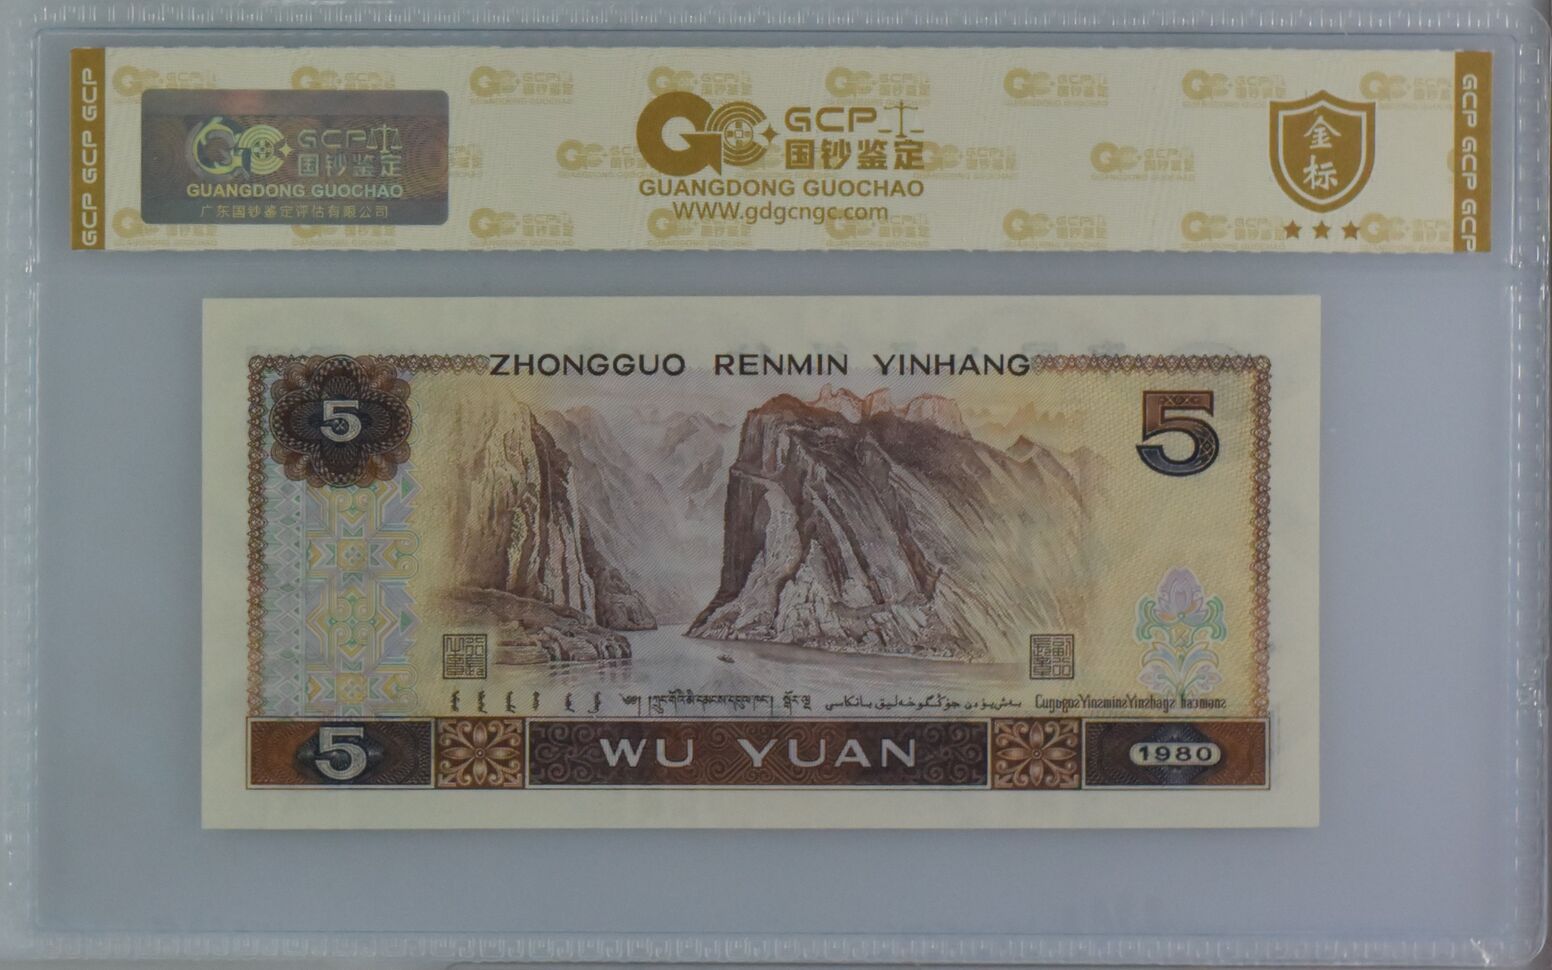 GCP GCP GCP
GCP
国钞鉴定
GUANGDONG GUOCHAO
广东国钞鉴定评估有限公司
GCP
国钞鉴定
GUANGDONG GUOCHAO
WWW.gdgcngc.com
金标
GCP GCP GCP
ZHONGGUO RENMIN YINHANG
5
5
5
WU YUAN
1980